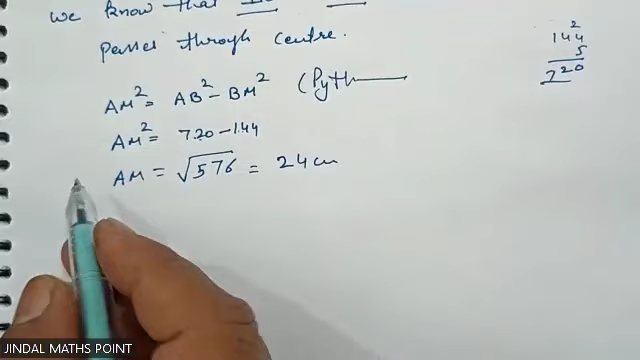 we know that
passes through centre.
AM² = AB² - BM² (Pyth
AM² = 720 - 144
AM = √576 = 24 cm
144
2
5
720
JINDAL MATHS POINT